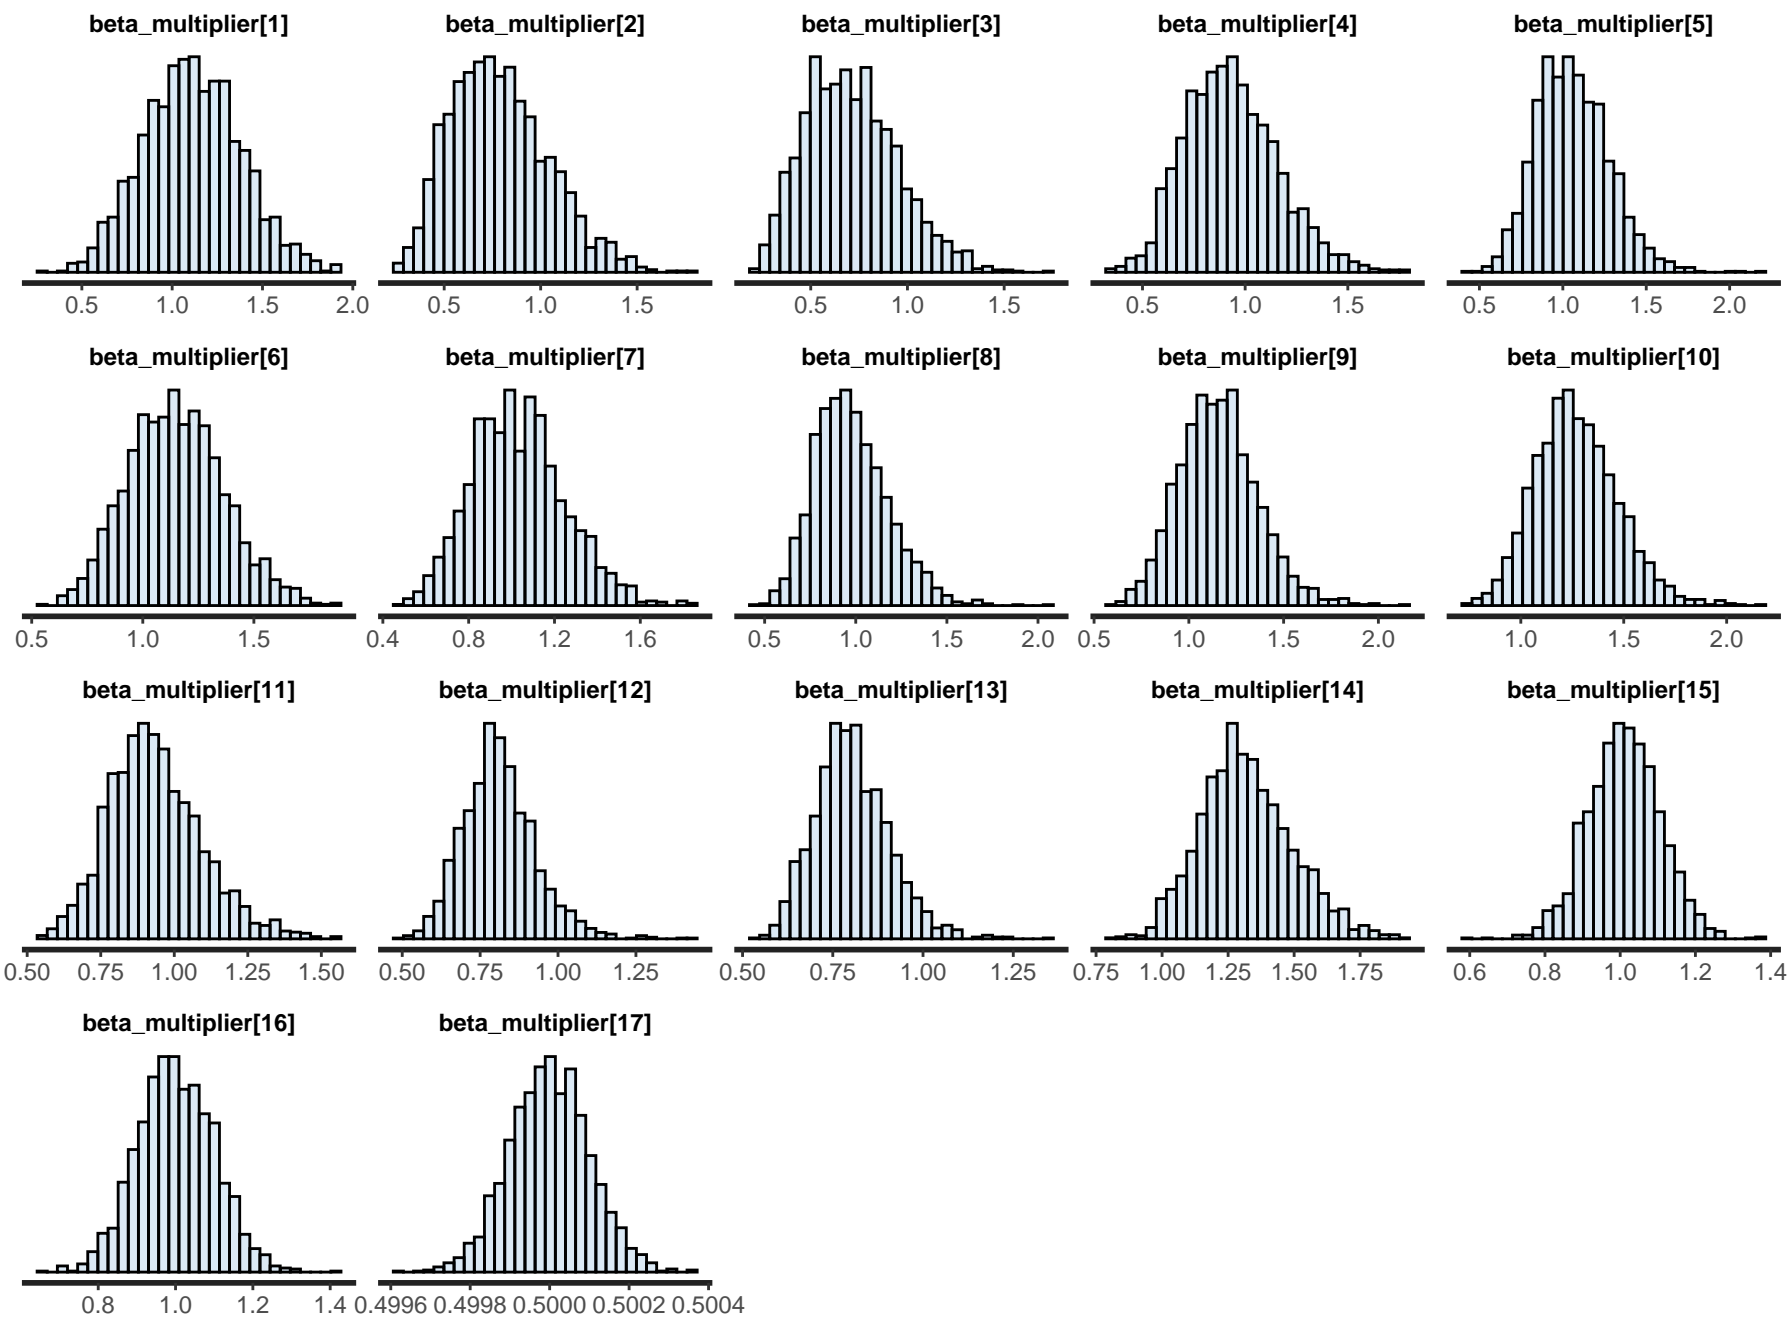 beta_multiplier[1] beta_multiplier[2] beta_multiplier[3] beta_multiplier[4] beta_multiplier[5]
0.5 1.0 1.5 2.0 0.5 1.0 1.5 0.5 1.0 1.5 0.5 1.0 1.5 0.5 1.0 1.5 2.0
beta_multiplier[6] beta_multiplier[7] beta_multiplier[8] beta_multiplier[9] beta_multiplier[10]
0.5 1.0 1.5 0.4 0.8 1.2 1.6 0.5 1.0 1.5 2.0 0.5 1.0 1.5 2.0 1.0 1.5 2.0
beta_multiplier[11] beta_multiplier[12] beta_multiplier[13] beta_multiplier[14] beta_multiplier[15]
0.50 0.75 1.00 1.25 1.50 0.50 0.75 1.00 1.25 0.50 0.75 1.00 1.25 0.75 1.00 1.25 1.50 1.75 0.6 0.8 1.0 1.2 1.4
beta_multiplier[16] beta_multiplier[17]
0.8 1.0 1.2 1.4 0.4996 0.4998 0.5000 0.5002 0.5004